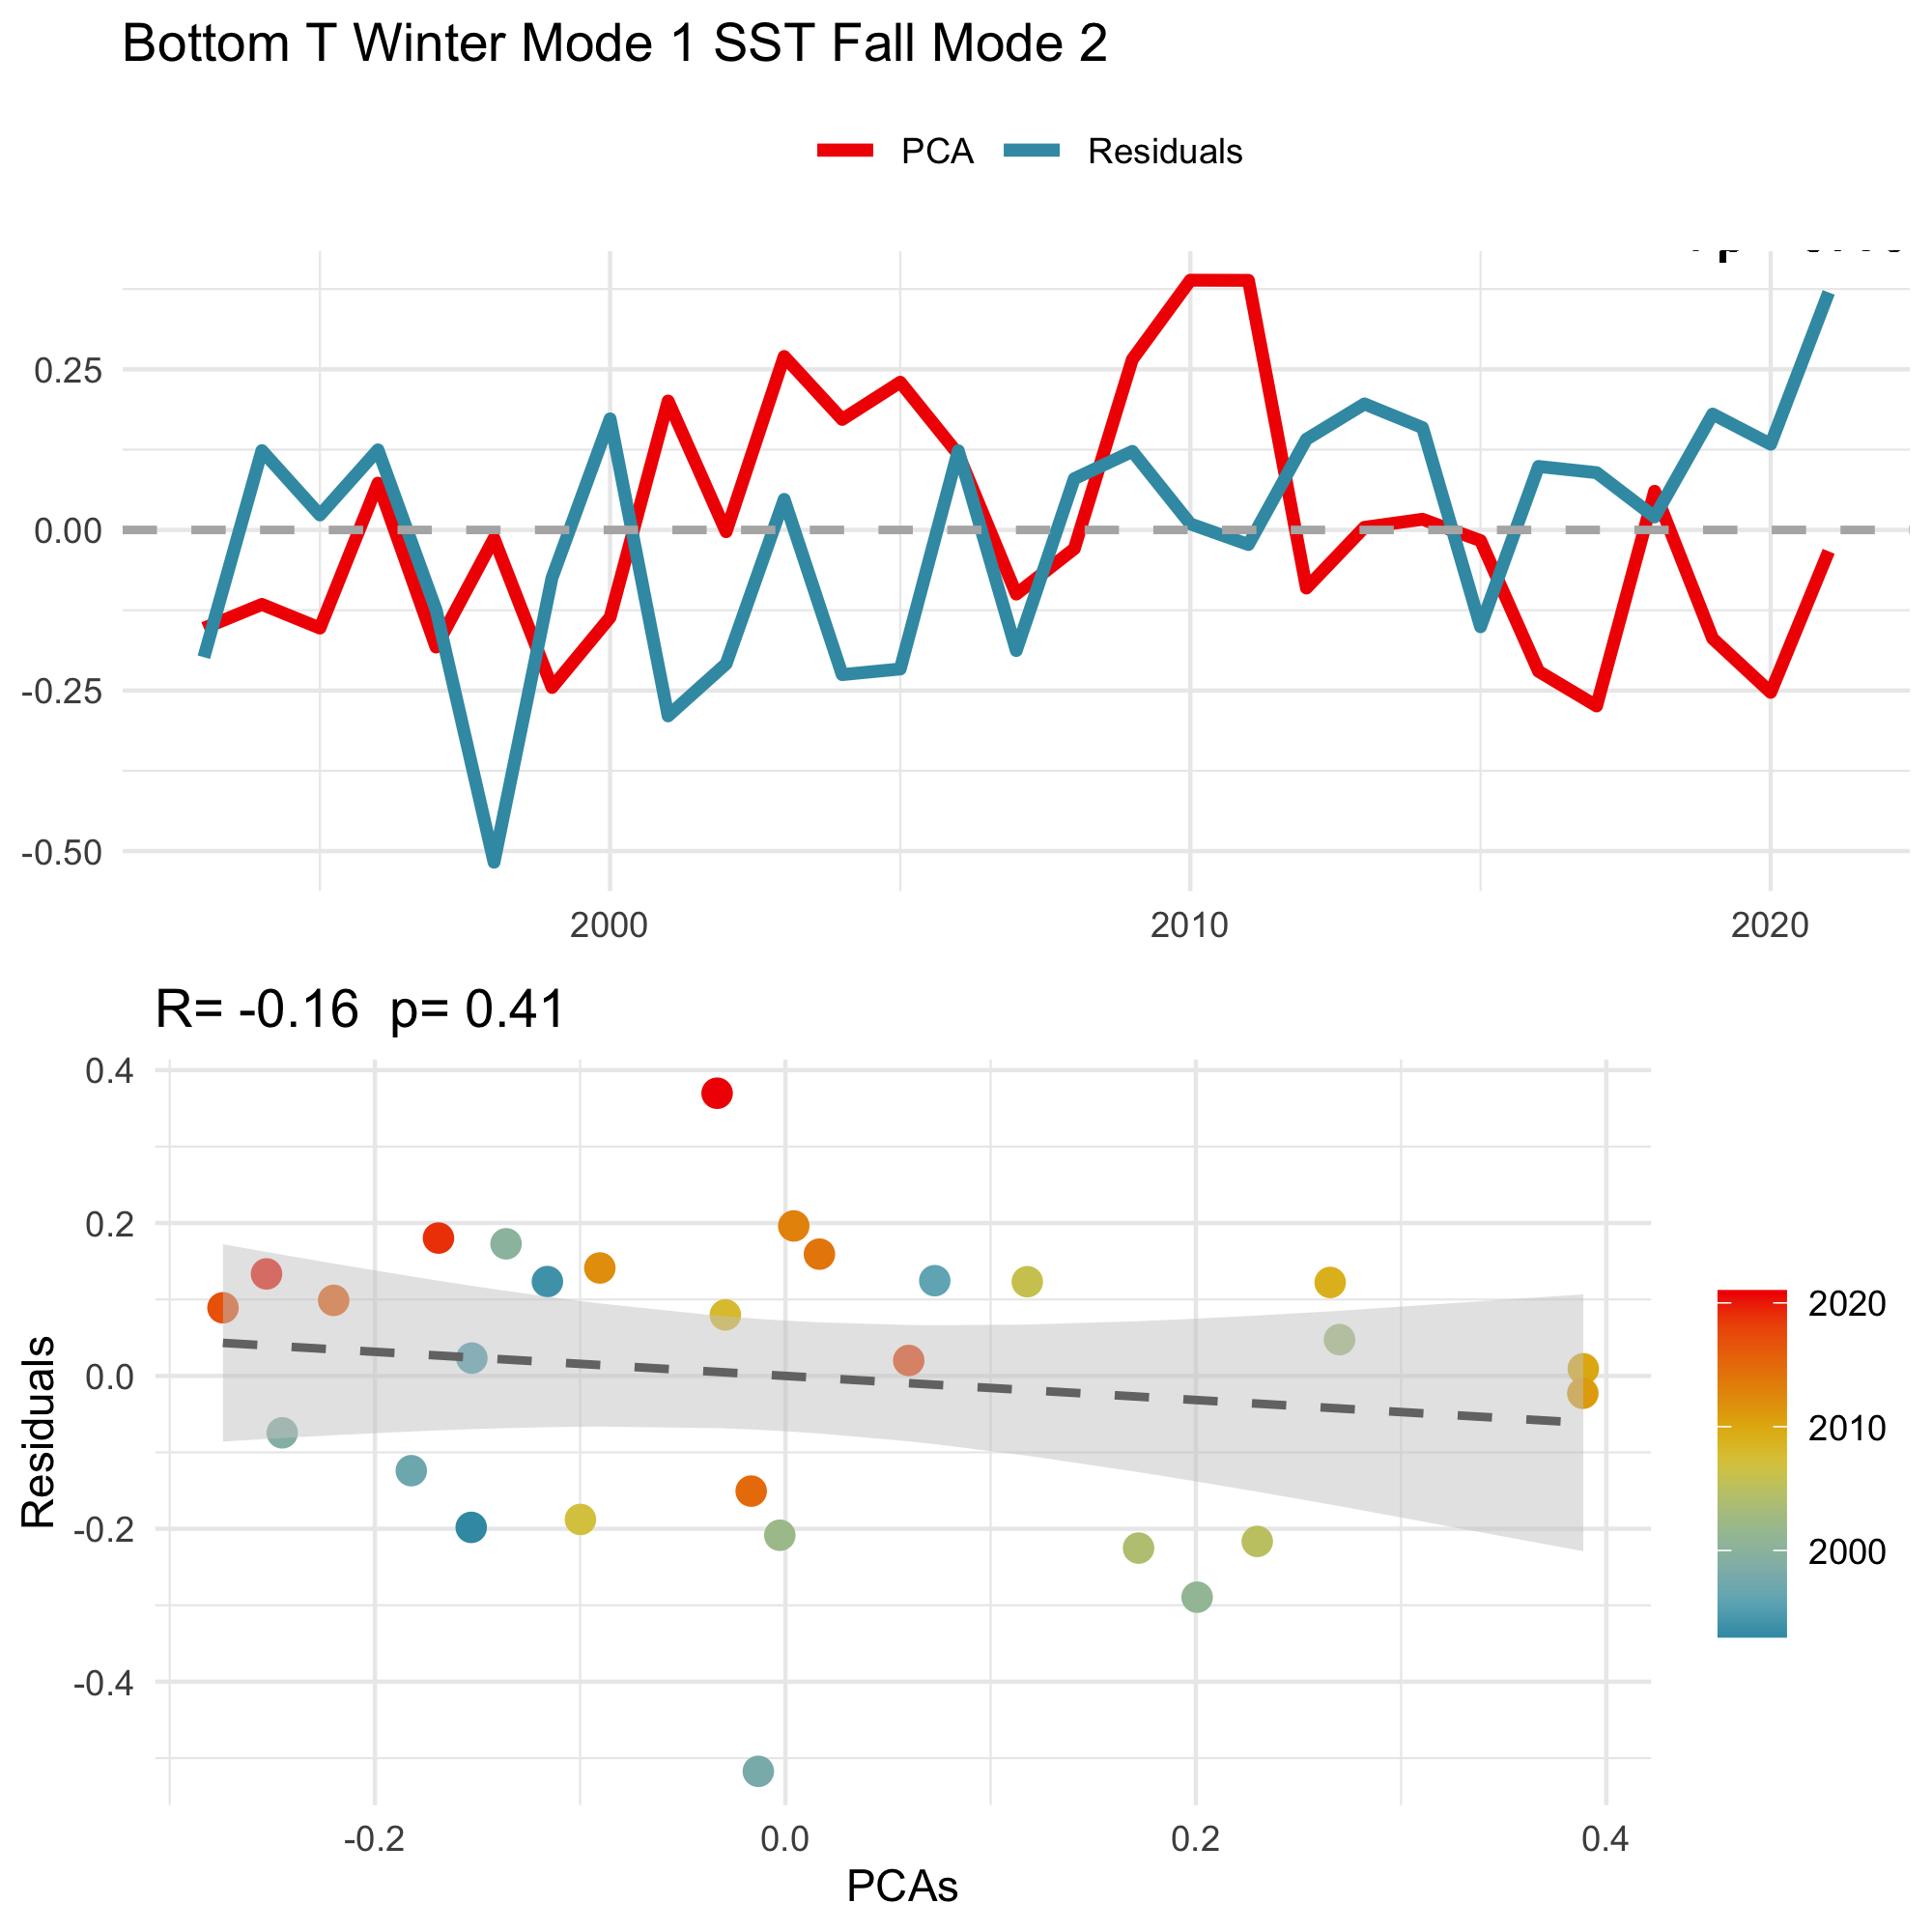 Bottom T Winter Mode 1 SST Fall Mode 2
PCA Residuals
0.25
0.00
-0.25
-0.50
2000 2010 2020
R= -0.16 p= 0.41
Residuals
0.4
0.2
0.0
-0.2
-0.4
-0.2 0.0 0.2 0.4
PCAs
2020
2010
2000